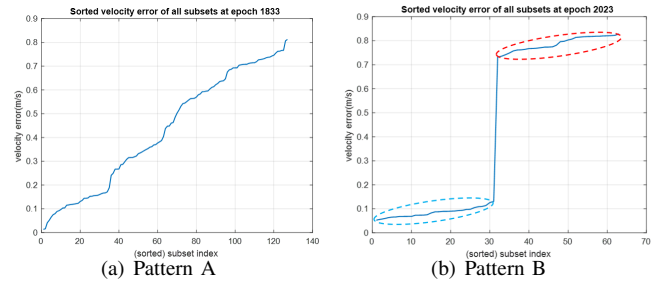 Sorted velocity error of all subsets at epoch 1833
0.9
0.8
0.7
0.6
0.5
0.4
0.3
0.2
0.1
0
velocity error(m/s)
0 20 40 60 80 100 120 140
(sorted) subset index
(a) Pattern A
Sorted velocity error of all subsets at epoch 2023
0.9
0.8
0.7
0.6
0.5
0.4
0.3
0.2
0.1
0
velocity error(m/s)
0 10 20 30 40 50 60 70
(sorted) subset index
(b) Pattern B